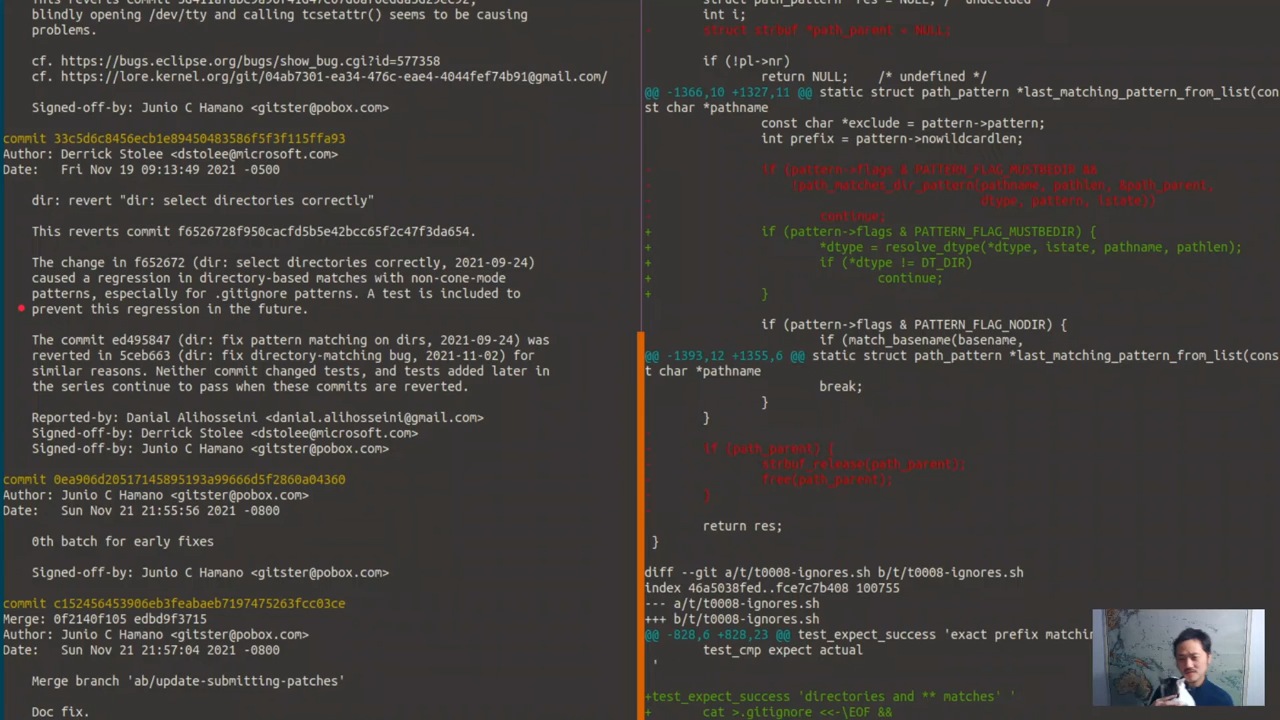 blindly opening /dev/tty and calling tcsetattr() seems to be causing
problems.
cf. https://bugs.eclipse.org/bugs/show_bug.cgi?id=577358
cf. https://lore.kernel.org/git/04ab7301-ea34-476c-eae4-4044fef74b91@gmail.com/
Signed-off-by: Junio C Hamano <gitster@pobox.com>
commit 33c5d6c8456ecb1e89450483586f5f3f115ffa93
Author: Derrick Stolee <dstolee@microsoft.com>
Date:   Fri Nov 19 09:13:49 2021 -0500
dir: revert "dir: select directories correctly"
This reverts commit f6526728f950cacfd5b5e42bcc65f2c47f3da654.
The change in f652672 (dir: select directories correctly, 2021-09-24)
caused a regression in directory-based matches with non-cone-mode
patterns, especially for .gitignore patterns. A test is included to
prevent this regression in the future.
The commit ed495847 (dir: fix pattern matching on dirs, 2021-09-24) was
reverted in 5ceb663 (dir: fix directory-matching bug, 2021-11-02) for
similar reasons. Neither commit changed tests, and tests added later in
the series continue to pass when these commits are reverted.
Reported-by: Danial Alihosseini <danial.alihosseini@gmail.com>
Signed-off-by: Derrick Stolee <dstolee@microsoft.com>
Signed-off-by: Junio C Hamano <gitster@pobox.com>
commit 0ea906d20517145895193a99666d5f2860a04360
Author: Junio C Hamano <gitster@pobox.com>
Date:   Sun Nov 21 21:55:56 2021 -0800
0th batch for early fixes
Signed-off-by: Junio C Hamano <gitster@pobox.com>
commit c152456453906eb3feabaeb7197475263fcc03ce
Merge: 0f2140f105 edbd9f3715
Author: Junio C Hamano <gitster@pobox.com>
Date:   Sun Nov 21 21:57:04 2021 -0800
Merge branch 'ab/update-submitting-patches'
Doc fix.
int i;
-       struct strbuf *path_parent = NULL;
if (!pl->nr)
return NULL;    /* undefined */
@@ -1366,10 +1327,11 @@ static struct path_pattern *last_matching_pattern_from_list(con
st char *pathname
const char *exclude = pattern->pattern;
int prefix = pattern->nowildcardlen;
-               if (pattern->flags & PATTERN_FLAG_MUSTBEDIR &&
-                   !path_matches_dir_pattern(pathname, pathlen, &path_parent,
-                                             dtype, pattern, istate))
-                       continue;
+               if (pattern->flags & PATTERN_FLAG_MUSTBEDIR) {
+                       *dtype = resolve_dtype(*dtype, istate, pathname, pathlen);
+                       if (*dtype != DT_DIR)
+                               continue;
+               }
if (pattern->flags & PATTERN_FLAG_NODIR) {
if (match_basename(basename,
@@ -1393,12 +1355,6 @@ static struct path_pattern *last_matching_pattern_from_list(cons
t char *pathname
break;
}
}
-       if (path_parent) {
-               strbuf_release(path_parent);
-               free(path_parent);
-       }
-
return res;
}
diff --git a/t/t0008-ignores.sh b/t/t0008-ignores.sh
index 46a5038fed..fce7c7b408 100755
--- a/t/t0008-ignores.sh
+++ b/t/t0008-ignores.sh
@@ -828,6 +828,23 @@ test_expect_success 'exact prefix matchin
test_cmp expect actual
'
+test_expect_success 'directories and ** matches' '
+       cat >.gitignore <<-\EOF &&